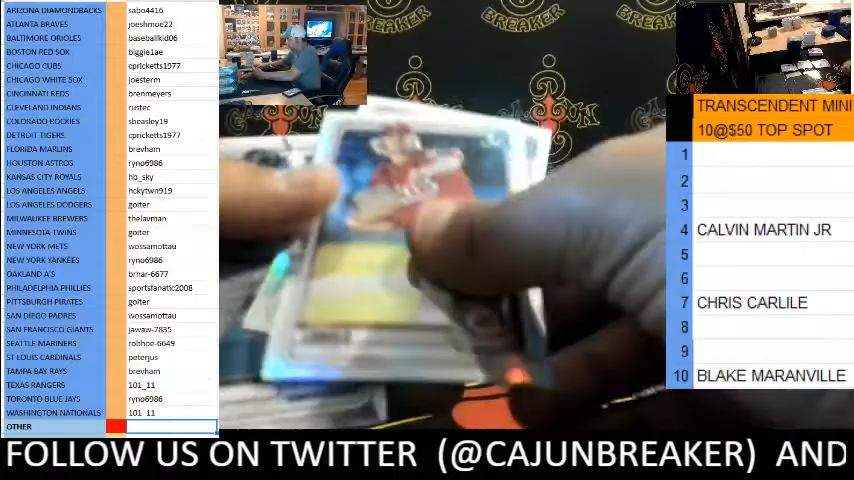 ARIZONA DIAMONDBACKS sabo4416
ATLANTA BRAVES joeshmoe22
BALTIMORE ORIOLES baseballkid06
BOSTON RED SOX biggie1ae
CHICAGO CUBS cpricketts1977
CHICAGO WHITE SOX joesterm
CINCINNATI REDS brenmeyers
CLEVELAND INDIANS rustec
COLORADO ROCKIES sbeasley19
DETROIT TIGERS cpricketts1977
FLORIDA MARLINS brevham
HOUSTON ASTROS ryno6986
KANSAS CITY ROYALS hb_sky
LOS ANGELES ANGELS hckytwn919
LOS ANGELES DODGERS goiter
MILWAUKEE BREWERS thelavman
MINNESOTA TWINS goiter
NEW YORK METS wossamottau
NEW YORK YANKEES ryno6986
OAKLAND A'S brhar-6677
PHILADELPHIA PHILLIES sportsfanatic2008
PITTSBURGH PIRATES goiter
SAN DIEGO PADRES wossamottau
SAN FRANCISCO GIANTS jawaw-7835
SEATTLE MARINERS robhoe-6649
ST LOUIS CARDINALS peterjus
TAMPA BAY RAYS brevham
TEXAS RANGERS 101_11
TORONTO BLUE JAYS ryno6986
WASHINGTON NATIONALS 101_11
OTHER
BREAKER
TRANSCENDENT MINI
10@$50 TOP SPOT
1
2
3
4 CALVIN MARTIN JR
5
6
7 CHRIS CARLILE
8
9
10 BLAKE MARANVILLE
FOLLOW US ON TWITTER (@CAJUNBREAKER) AND